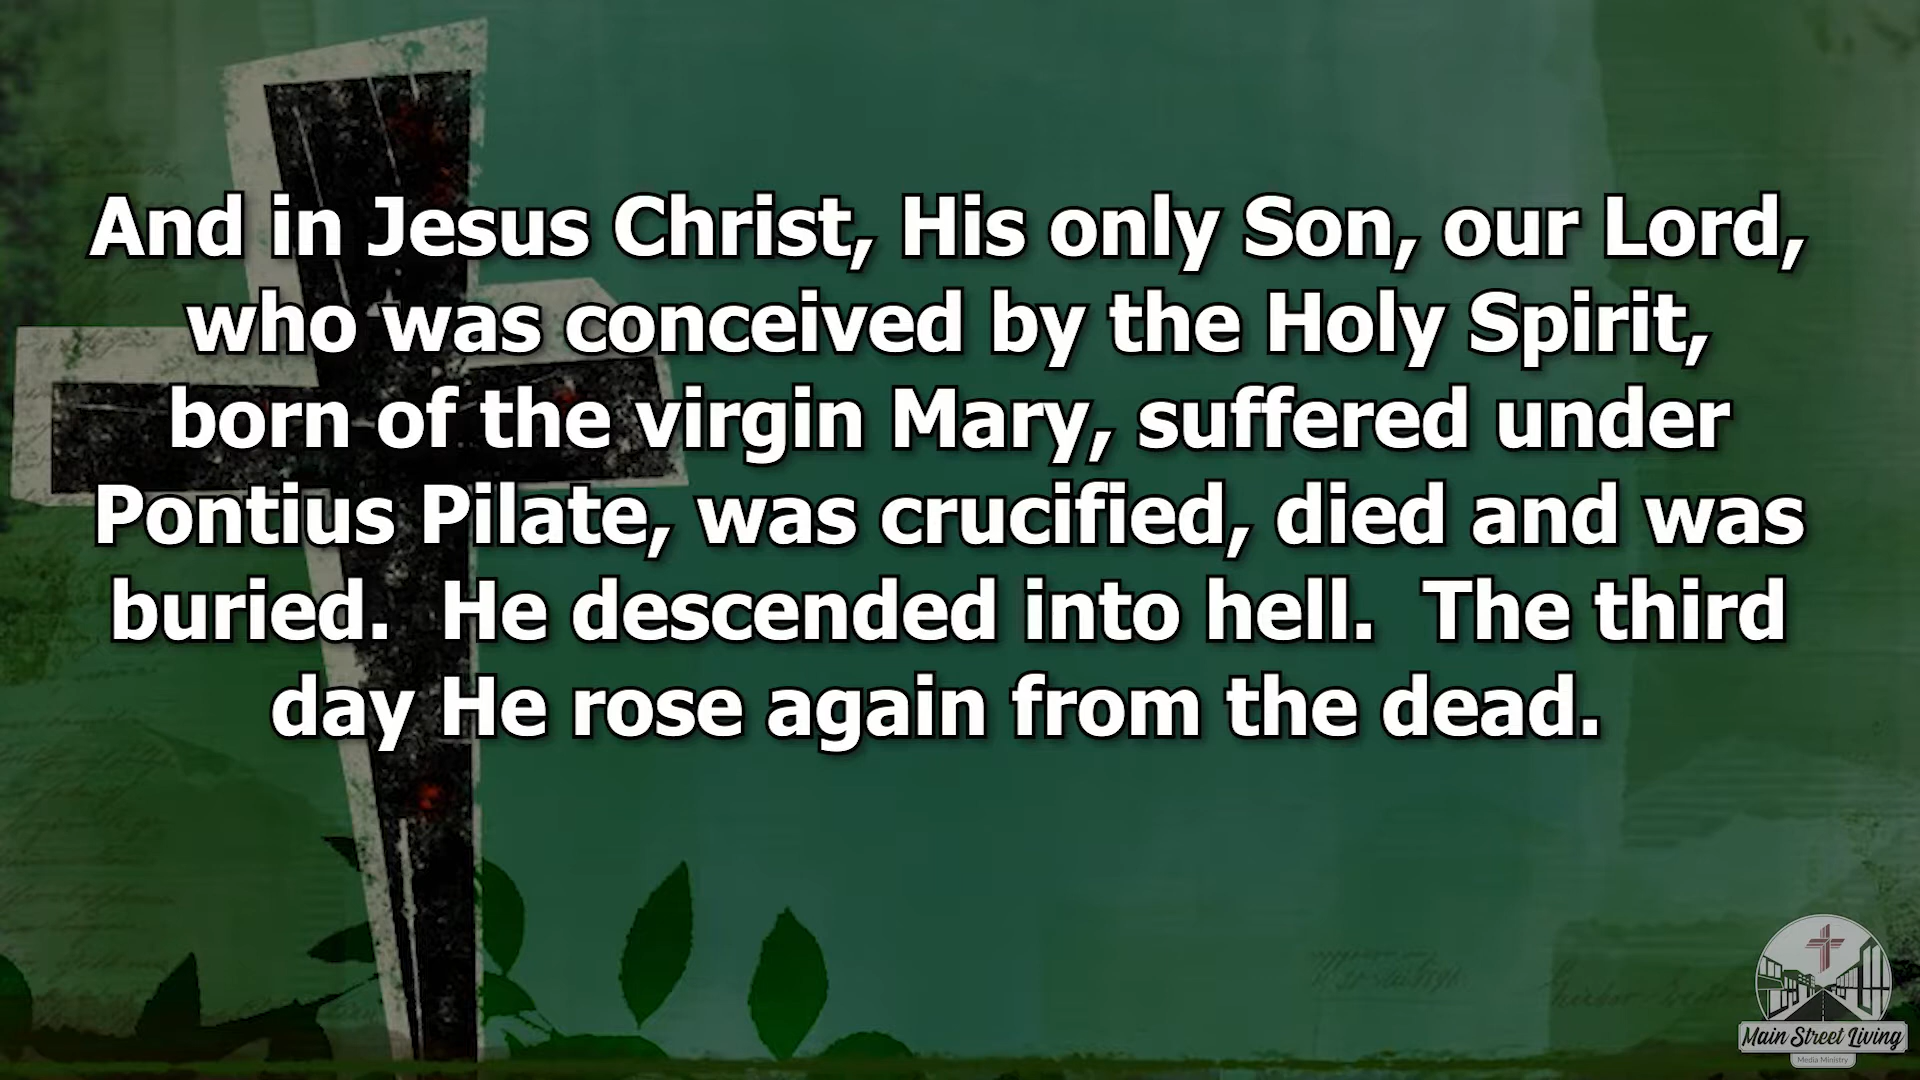 And in Jesus Christ, His only Son, our Lord,
who was conceived by the Holy Spirit,
born of the virgin Mary, suffered under
Pontius Pilate, was crucified, died and was
buried.  He descended into hell.  The third
day He rose again from the dead.
Main Street Living
Media Ministry